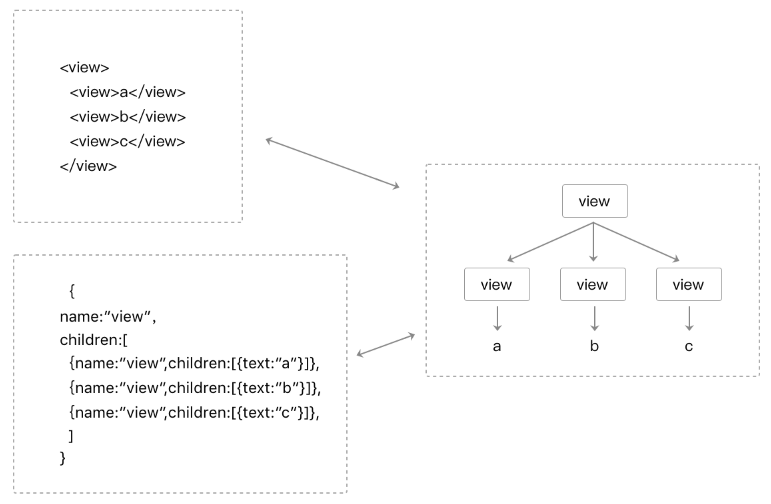 <view>
<view>a</view>
<view>b</view>
<view>c</view>
</view>
{
name:"view",
children:[
{name:"view",children:[{text:"a"}]},
{name:"view",children:[{text:"b"}]},
{name:"view",children:[{text:"c"}]},
]
}
view
view view view
a b c